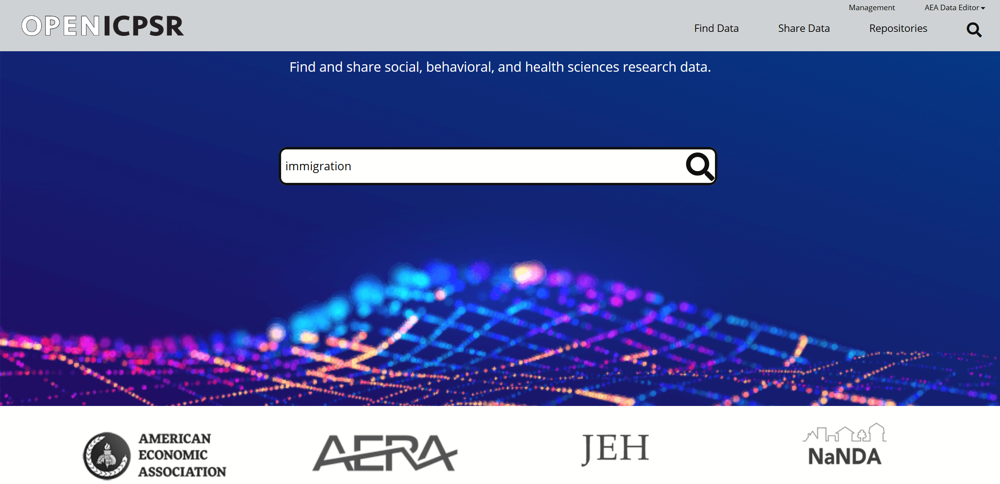 Management
AEA Data Editor
OPENICPSR
Find Data
Share Data
Repositories
Find and share social, behavioral, and health sciences research data.
immigration
AMERICAN
ECONOMIC
ASSOCIATION
AERA
JEH
NaNDA